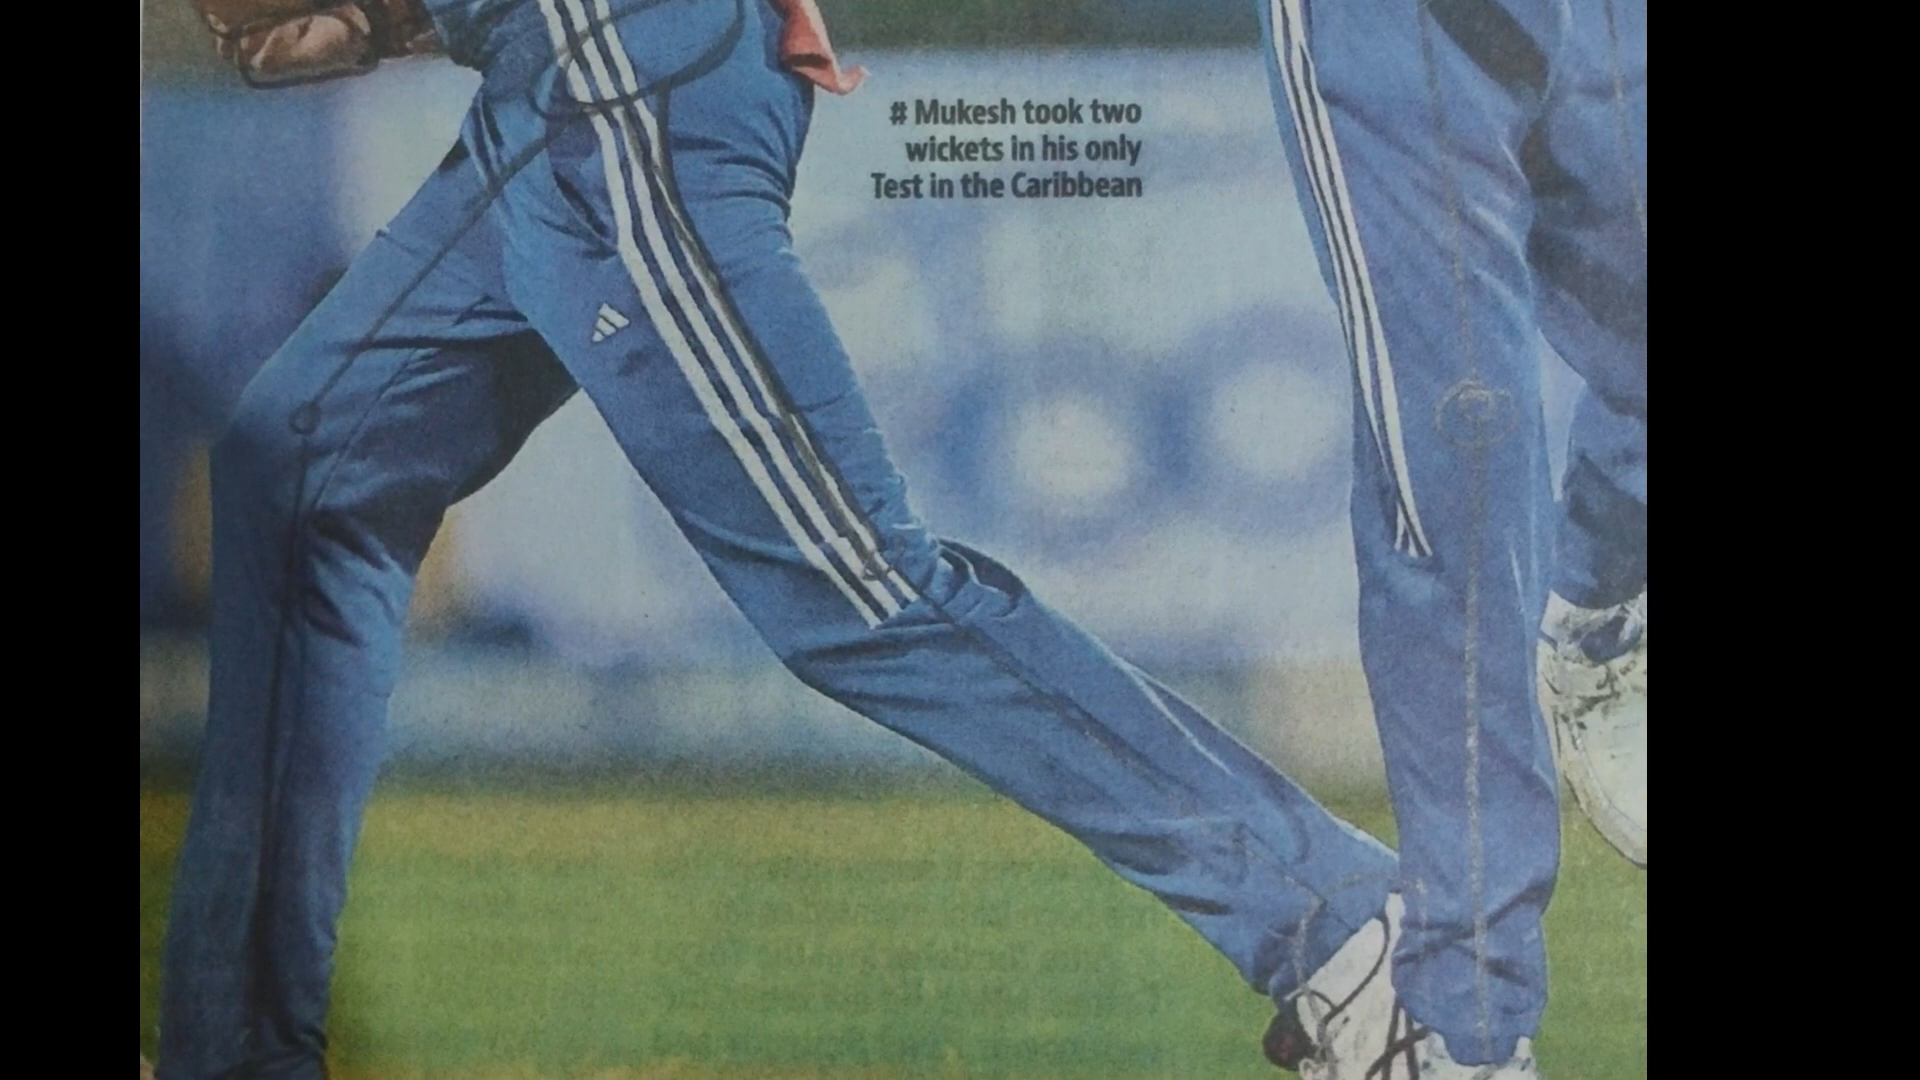 # Mukesh took two
wickets in his only
Test in the Caribbean